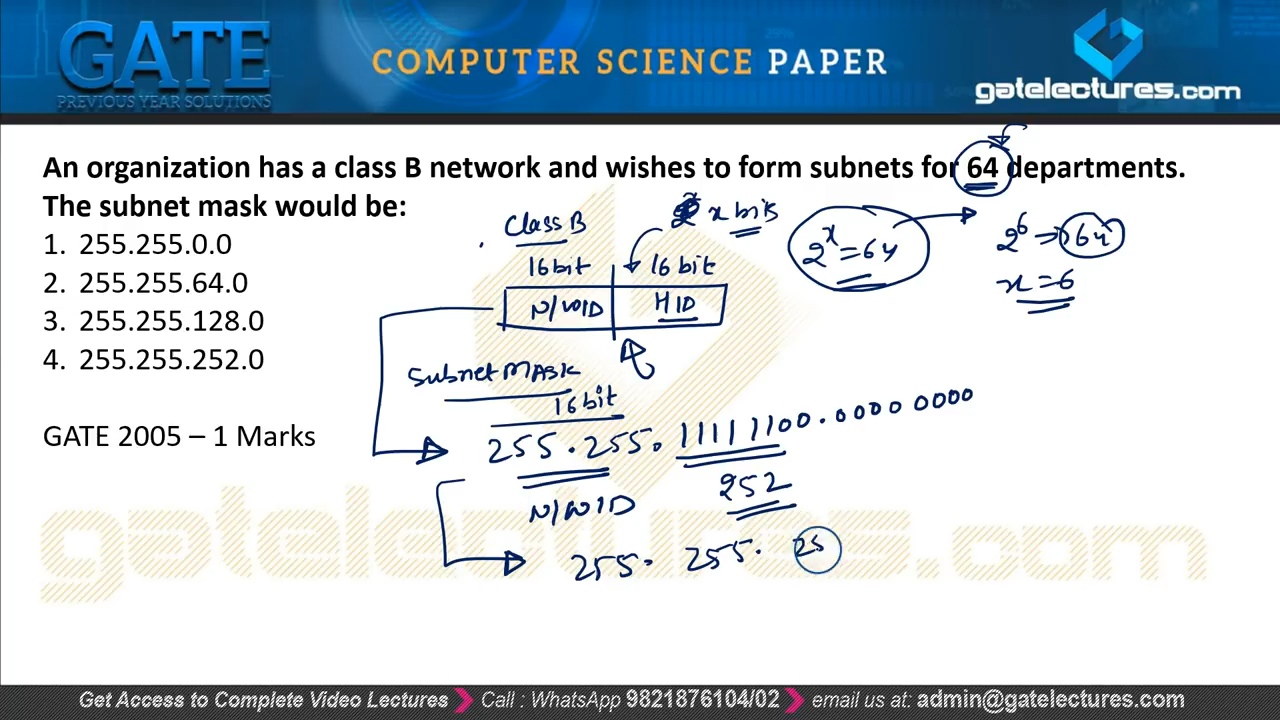 GATE
PREVIOUS YEAR SOLUTIONS
COMPUTER SCIENCE PAPER
gatelectures.com
An organization has a class B network and wishes to form subnets for 64 departments.
The subnet mask would be:
1. 255.255.0.0
2. 255.255.64.0
3. 255.255.128.0
4. 255.255.252.0
GATE 2005 – 1 Marks
Class B
x bits
2^x = 64
2^6 => 64
x = 6
16 bit
16 bit
N/W ID
HID
Subnet MASK
16 bit
255.255.11111100.00000000
N/W ID
252
255. 255. 25
gatelectures.com
Get Access to Complete Video Lectures
Call : WhatsApp 9821876104/02
email us at: admin@gatelectures.com